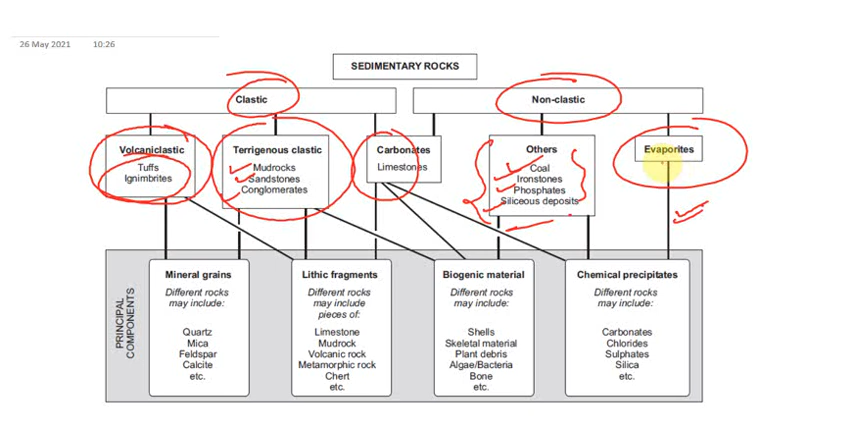 26 May 2021 10:26
SEDIMENTARY ROCKS
Clastic
Non-clastic
Volcaniclastic
Tuffs
Ignimbrites
Terrigenous clastic
Mudrocks
Sandstones
Conglomerates
Carbonates
Limestones
Others
Coal
Ironstones
Phosphates
Siliceous deposits
Evaporites
PRINCIPAL
COMPONENTS
Mineral grains
Different rocks
may include:
Quartz
Mica
Feldspar
Calcite
etc.
Lithic fragments
Different rocks
may include
pieces of:
Limestone
Mudrock
Volcanic rock
Metamorphic rock
Chert
etc.
Biogenic material
Different rocks
may include:
Shells
Skeletal material
Plant debris
Algae/Bacteria
Bone
etc.
Chemical precipitates
Different rocks
may include:
Carbonates
Chlorides
Sulphates
Silica
etc.